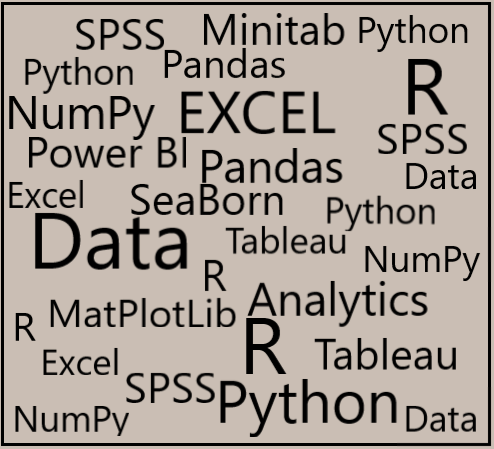 SPSS Minitab Python
Python Pandas R
NumPy EXCEL
SPSS
Power BI Pandas
Data
Excel SeaBorn Python
Data Tableau
NumPy
R
MatPlotLib Analytics
R R Tableau
Excel
SPSS Python
NumPy Data